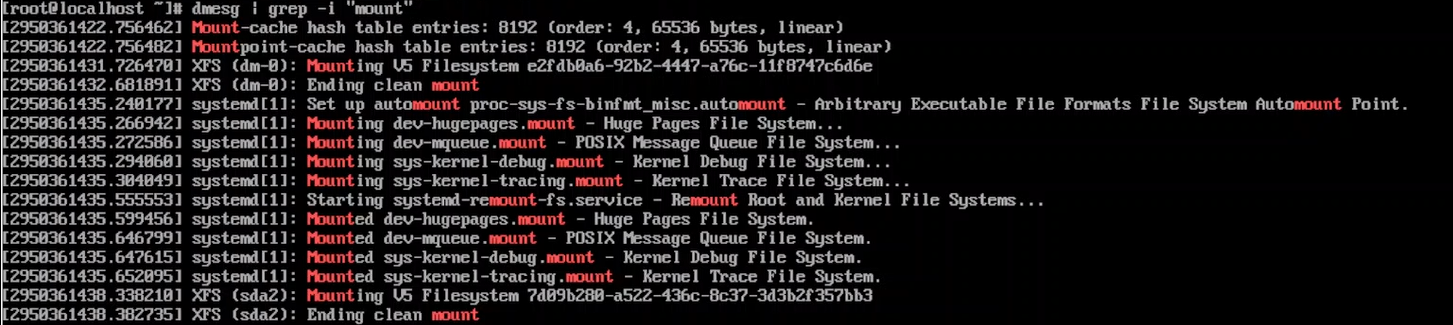 [root@localhost ~]# dmesg | grep -i "mount"
[2950361422.756462] Mount-cache hash table entries: 8192 (order: 4, 65536 bytes, linear)
[2950361422.756482] Mountpoint-cache hash table entries: 8192 (order: 4, 65536 bytes, linear)
[2950361431.726470] XFS (dm-0): Mounting V5 Filesystem e2fdb0a6-92b2-4447-a76c-11f8747c6d6e
[2950361432.681891] XFS (dm-0): Ending clean mount
[2950361435.240177] systemd[1]: Set up automount proc-sys-fs-binfmt_misc.automount - Arbitrary Executable File Formats File System Automount Point.
[2950361435.266942] systemd[1]: Mounting dev-hugepages.mount - Huge Pages File System...
[2950361435.272586] systemd[1]: Mounting dev-mqueue.mount - POSIX Message Queue File System...
[2950361435.294060] systemd[1]: Mounting sys-kernel-debug.mount - Kernel Debug File System...
[2950361435.304049] systemd[1]: Mounting sys-kernel-tracing.mount - Kernel Trace File System...
[2950361435.555553] systemd[1]: Starting systemd-remount-fs.service - Remount Root and Kernel File Systems...
[2950361435.599456] systemd[1]: Mounted dev-hugepages.mount - Huge Pages File System.
[2950361435.646799] systemd[1]: Mounted dev-mqueue.mount - POSIX Message Queue File System.
[2950361435.647615] systemd[1]: Mounted sys-kernel-debug.mount - Kernel Debug File System.
[2950361435.652095] systemd[1]: Mounted sys-kernel-tracing.mount - Kernel Trace File System.
[2950361438.338210] XFS (sda2): Mounting V5 Filesystem 7d09b280-a522-436c-8c37-3d3b2f357bb3
[2950361438.382735] XFS (sda2): Ending clean mount